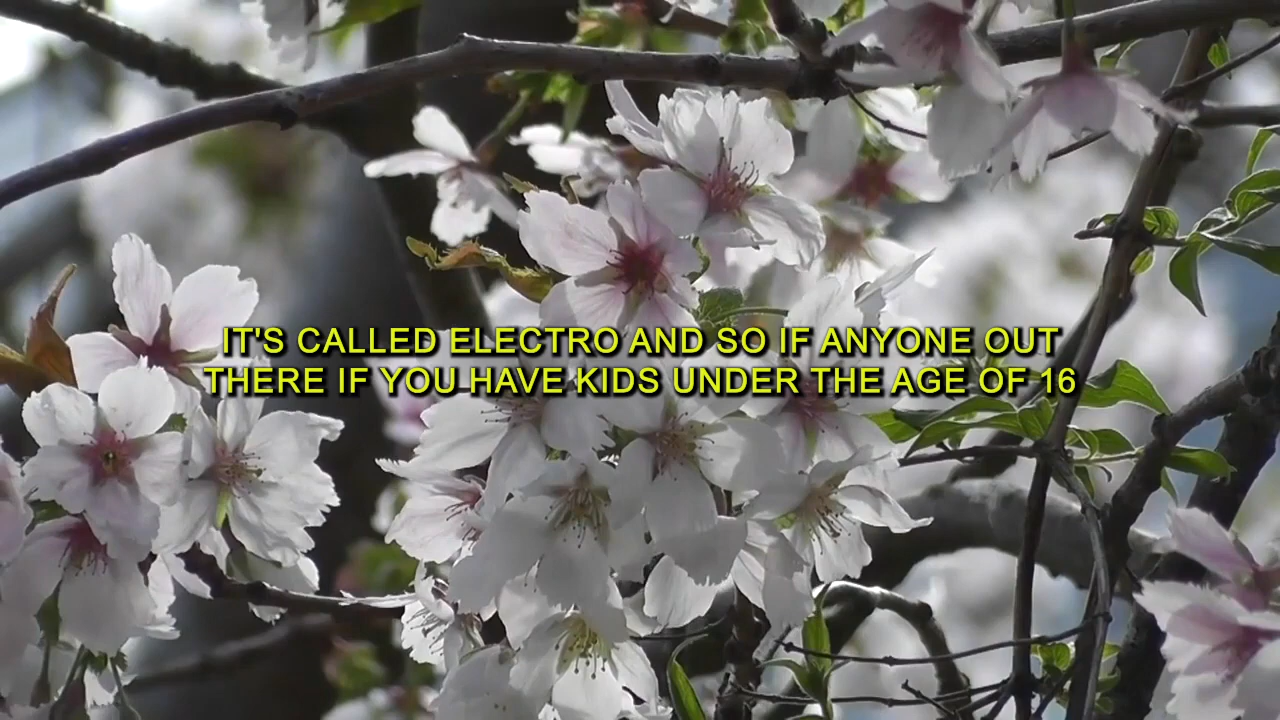 IT'S CALLED ELECTRO AND SO IF ANYONE OUT
THERE IF YOU HAVE KIDS UNDER THE AGE OF 16